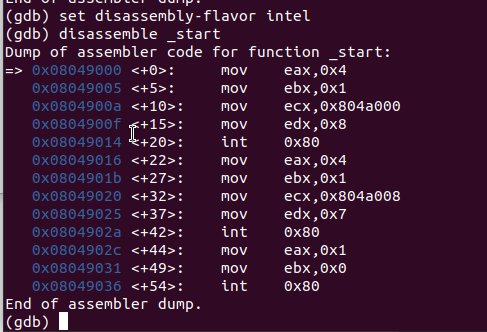 End of assembler dump.
(gdb) set disassembly-flavor intel
(gdb) disassemble _start
Dump of assembler code for function _start:
=> 0x08049000 <+0>:     mov    eax,0x4
   0x08049005 <+5>:     mov    ebx,0x1
   0x0804900a <+10>:    mov    ecx,0x804a000
   0x0804900f <+15>:    mov    edx,0x8
   0x08049014 <+20>:    int    0x80
   0x08049016 <+22>:    mov    eax,0x4
   0x0804901b <+27>:    mov    ebx,0x1
   0x08049020 <+32>:    mov    ecx,0x804a008
   0x08049025 <+37>:    mov    edx,0x7
   0x0804902a <+42>:    int    0x80
   0x0804902c <+44>:    mov    eax,0x1
   0x08049031 <+49>:    mov    ebx,0x0
   0x08049036 <+54>:    int    0x80
End of assembler dump.
(gdb)